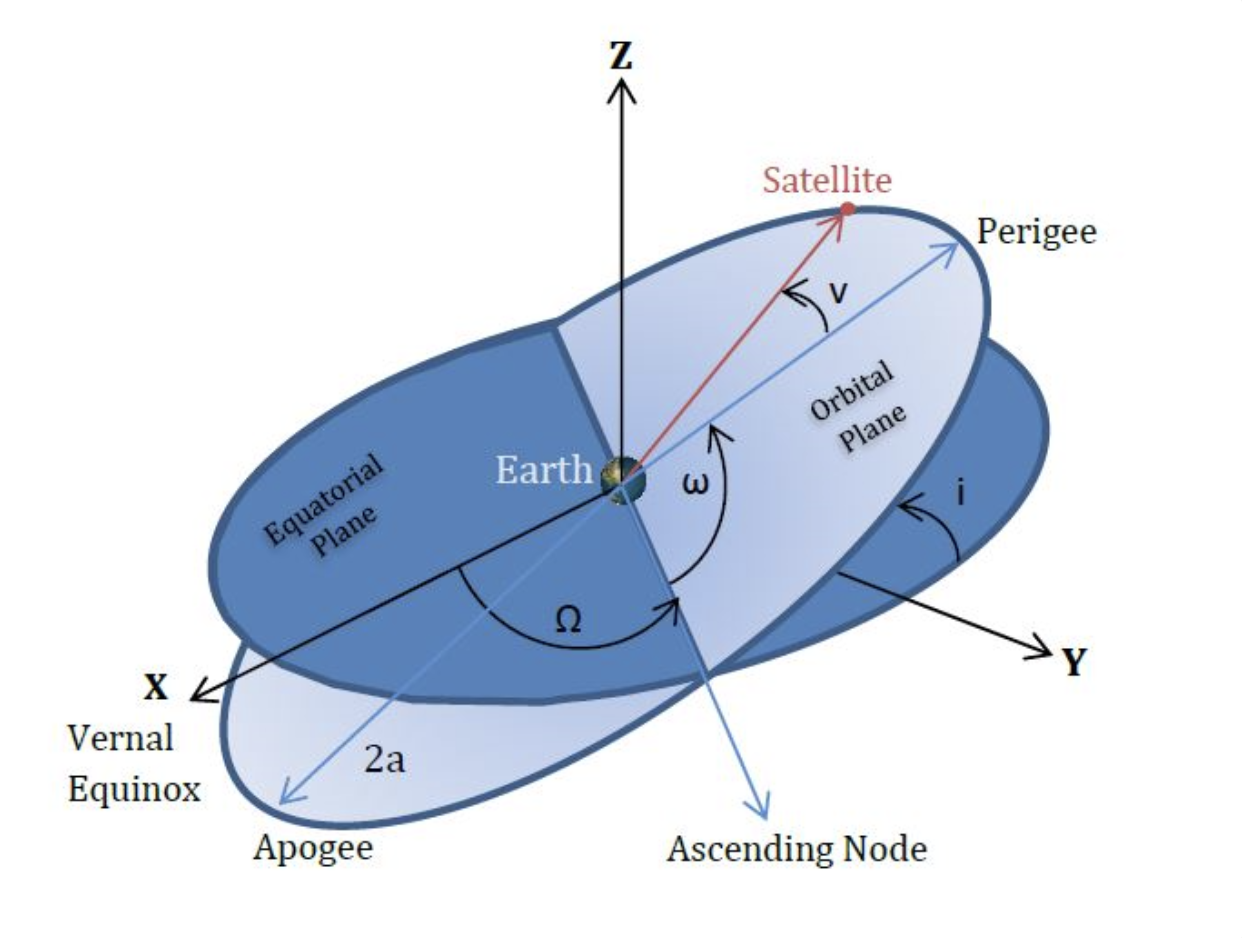 Z
Satellite
Perigee
ν
Orbital
Plane
Earth
ω
i
Equatorial
Plane
Ω
X
Y
Vernal
Equinox
2a
Apogee
Ascending Node